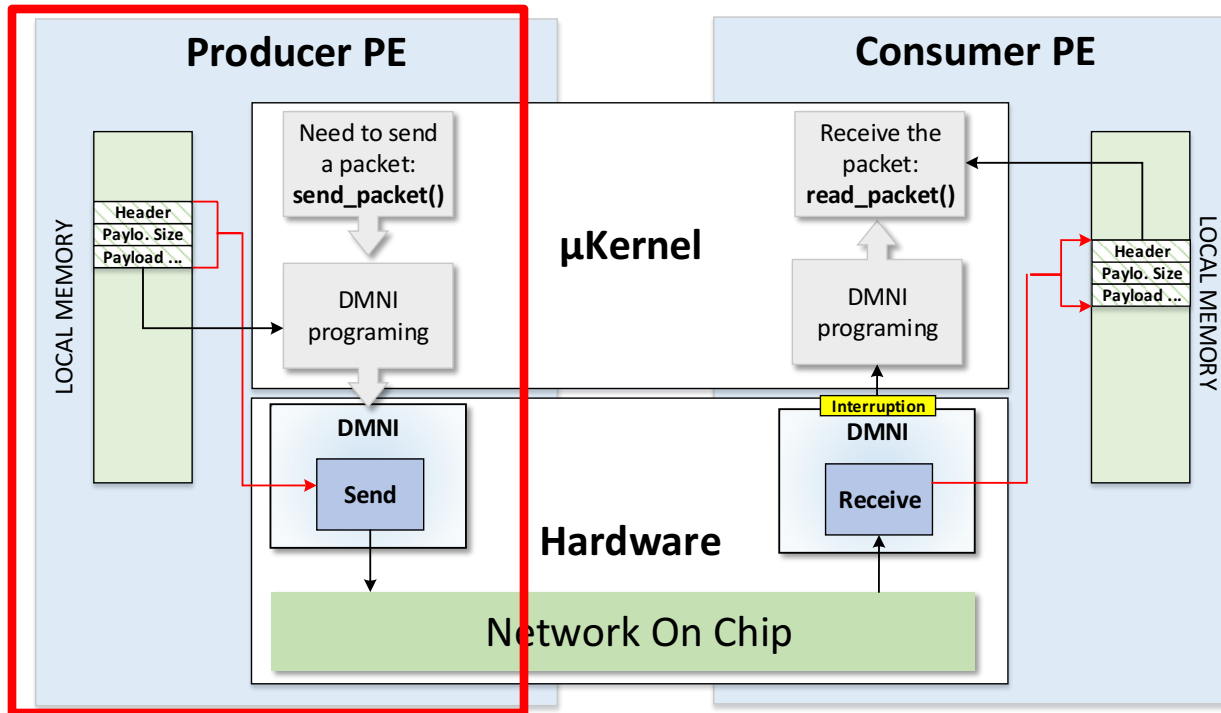 Producer PE
Consumer PE
Need to send
a packet:
send_packet()
Receive the
packet:
read_packet()
LOCAL MEMORY
Header
Paylo. Size
Payload ...
µKernel
Header
Paylo. Size
Payload ...
LOCAL MEMORY
DMNI
programing
DMNI
programing
Interruption
DMNI
DMNI
Send
Receive
Hardware
Network On Chip